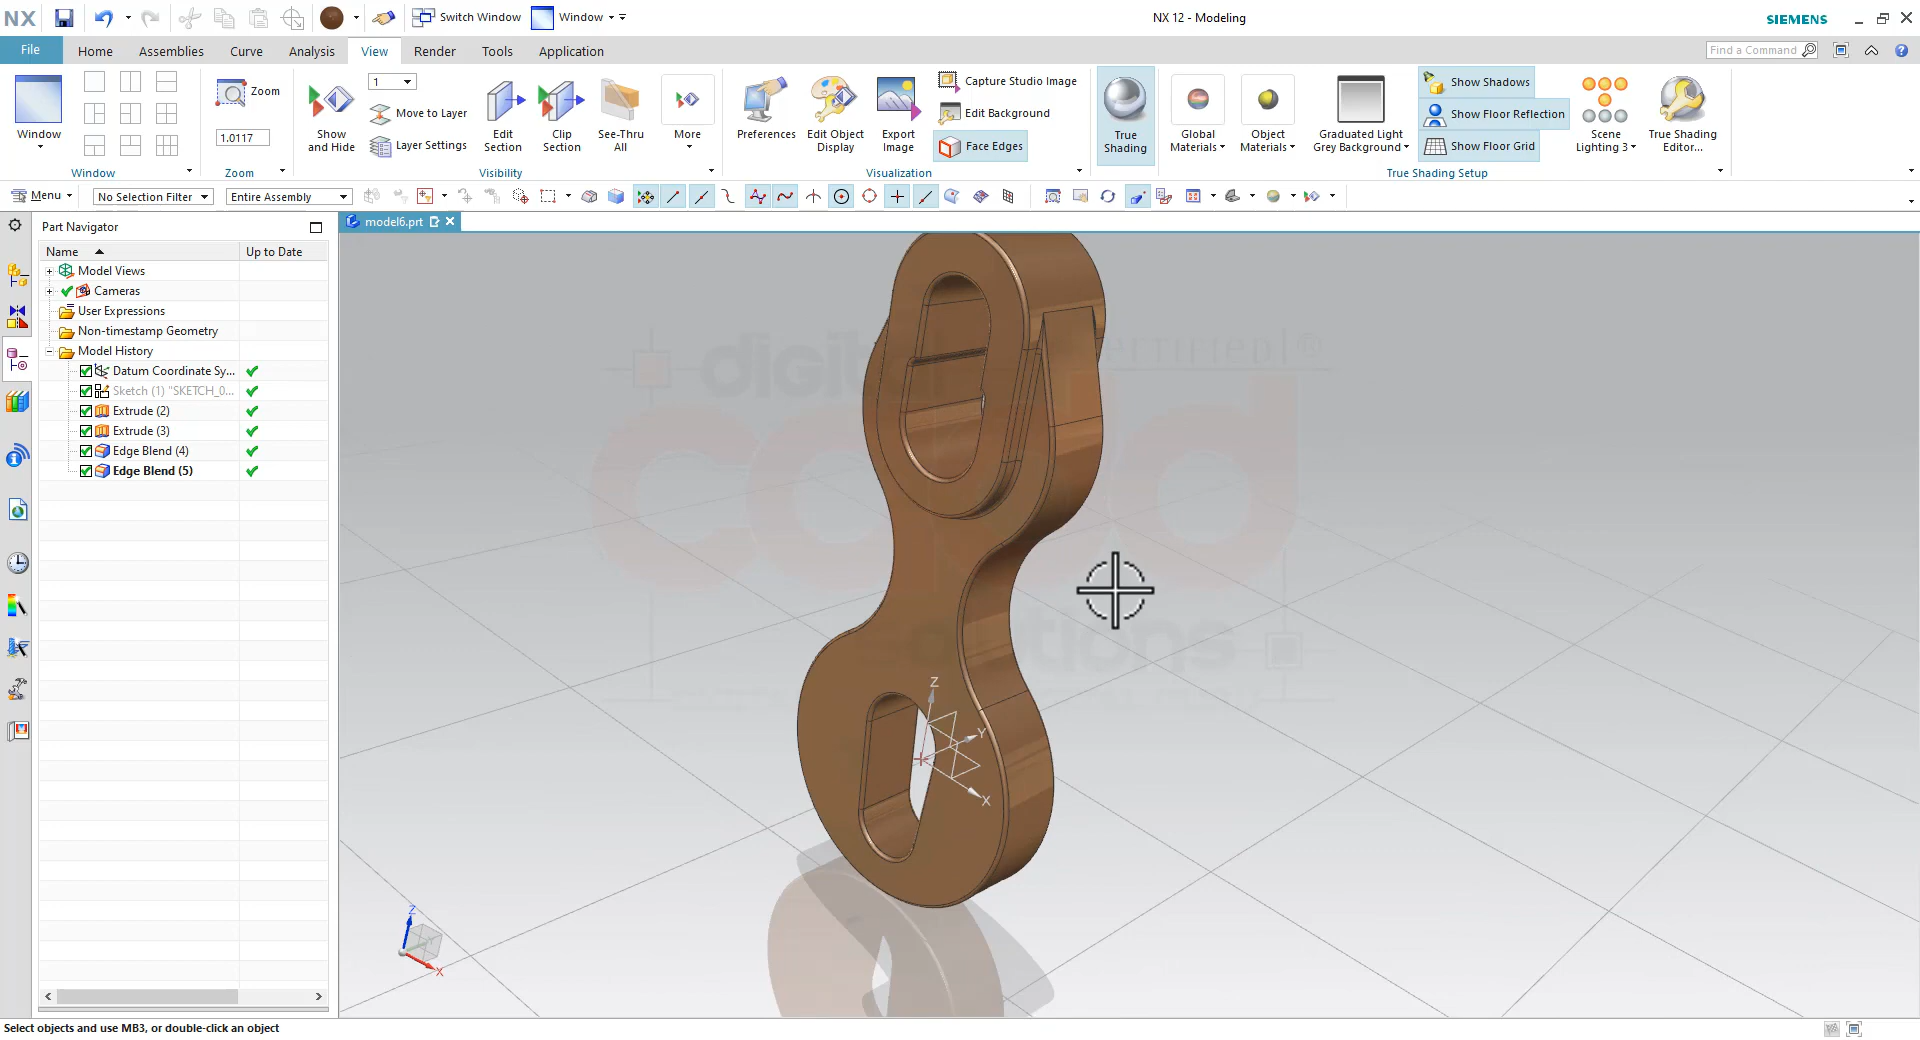 NX Switch Window Window NX 12 - Modeling SIEMENS
File Home Assemblies Curve Analysis View Render Tools Application Find a Command
Window
Zoom
1.0117
Show and Hide
1
Move to Layer
Layer Settings
Edit Section
Clip Section
See-Thru All
More
Preferences
Edit Object Display
Export Image
Capture Studio Image
Edit Background
Face Edges
True Shading
Global Materials
Object Materials
Graduated Light Grey Background
Show Shadows
Show Floor Reflection
Show Floor Grid
Scene Lighting 3
True Shading Editor...
Window Zoom Visibility Visualization True Shading Setup
Menu No Selection Filter Entire Assembly
Part Navigator
model6.prt
Name Up to Date
Model Views
Cameras
User Expressions
Non-timestamp Geometry
Model History
Datum Coordinate Sy...
Sketch (1) "SKETCH_0...
Extrude (2)
Extrude (3)
Edge Blend (4)
Edge Blend (5)
Z
Y
X
Z
X
Select objects and use MB3, or double-click an object